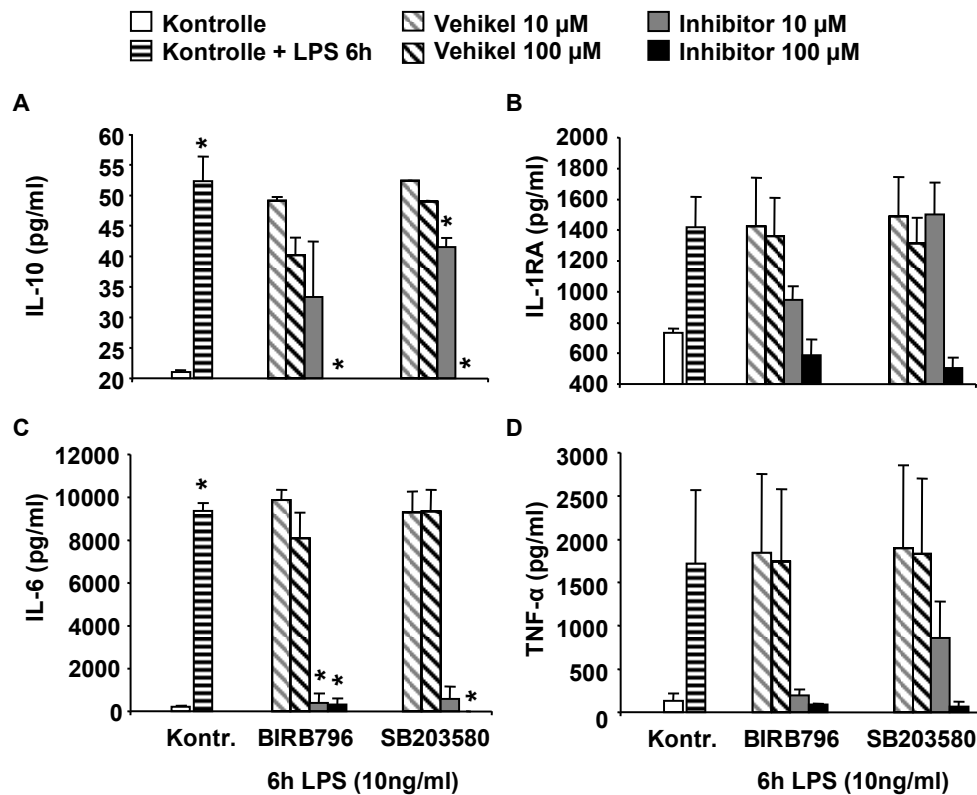 Kontrolle Vehikel 10 µM Inhibitor 10 µM
Kontrolle + LPS 6h Vehikel 100 µM Inhibitor 100 µM
A
IL-10 (pg/ml)
60
55
50
45
40
35
30
25
20
*
*
*
*
B
IL-1RA (pg/ml)
2000
1800
1600
1400
1200
1000
800
600
400
C
IL-6 (pg/ml)
12000
10000
8000
6000
4000
2000
0
*
* *
*
Kontr. BIRB796 SB203580
6h LPS (10ng/ml)
D
TNF-α (pg/ml)
3000
2500
2000
1500
1000
500
0
Kontr. BIRB796 SB203580
6h LPS (10ng/ml)